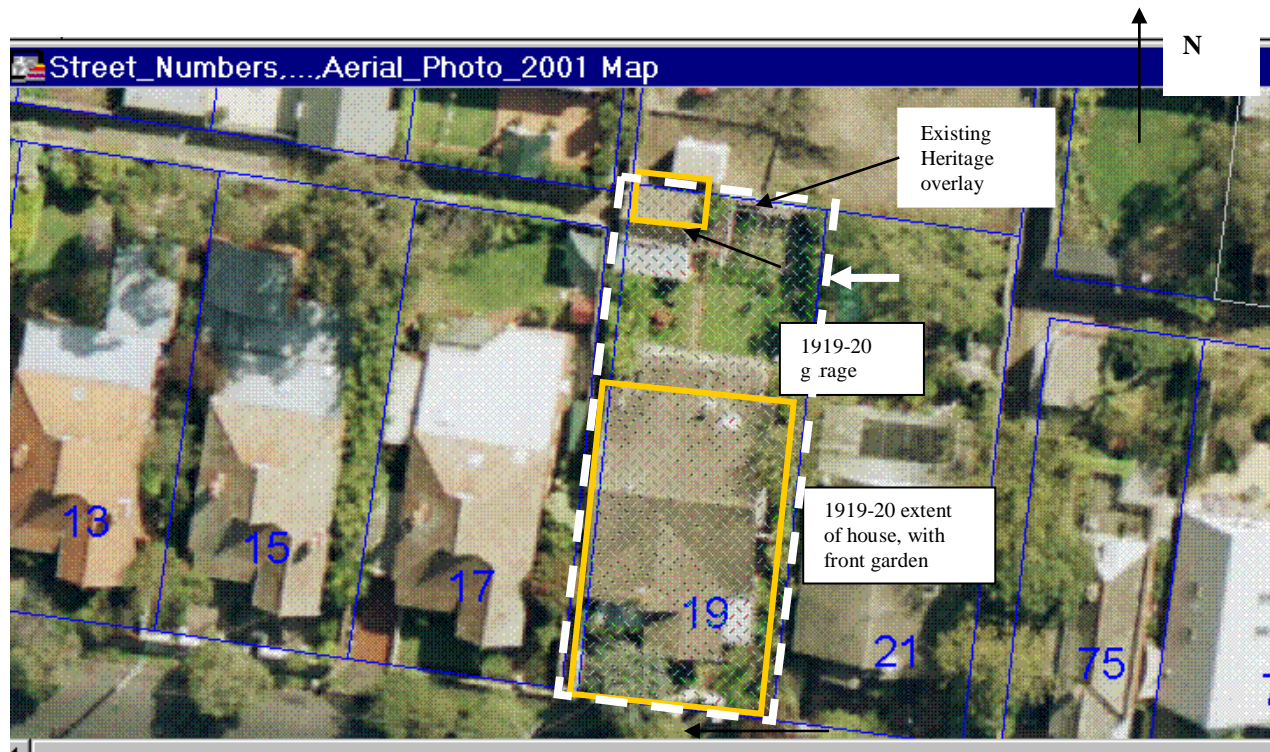 N
Street_Numbers,...,Aerial_Photo_2001 Map
Existing
Heritage
overlay
1919-20
g rage
1919-20 extent
of house, with
front garden
13
15
17
19
21
75
7